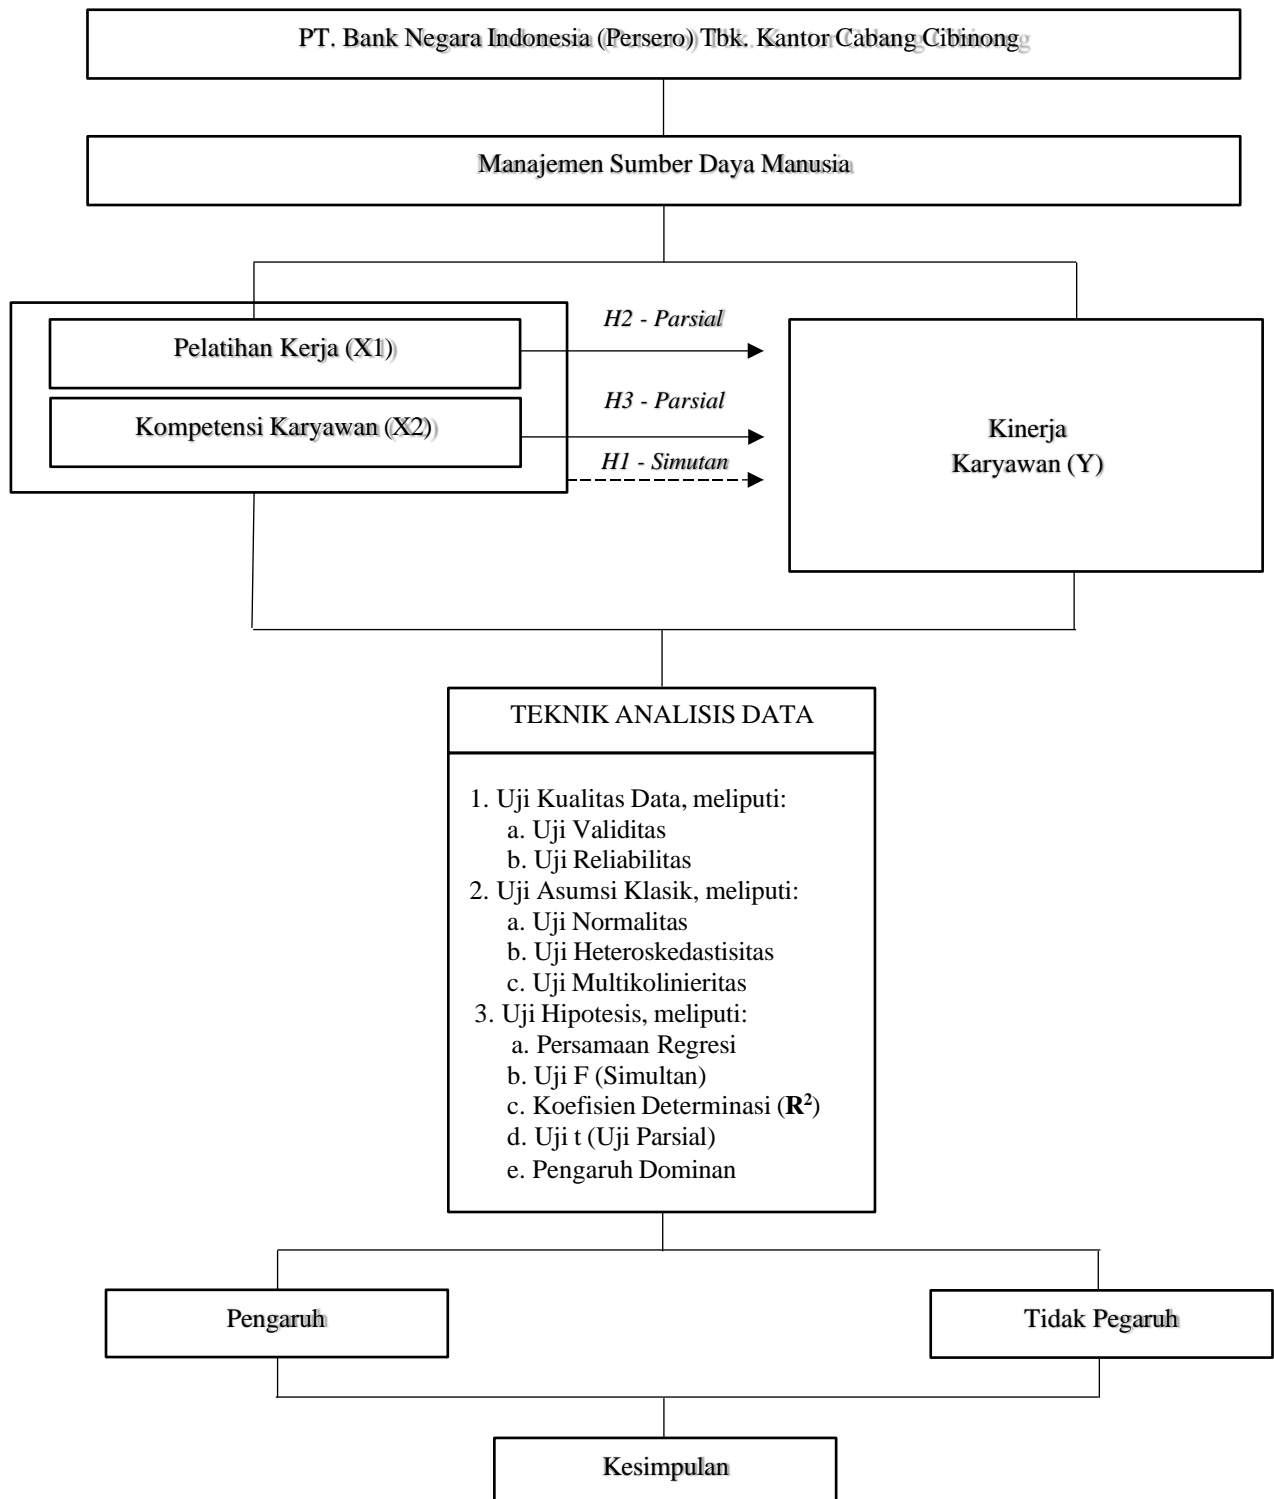 PT. Bank Negara Indonesia (Persero) Tbk. Kantor Cabang Cibinong
Manajemen Sumber Daya Manusia
H2 - Parsial
Pelatihan Kerja (X1)
H3 - Parsial
Kompetensi Karyawan (X2)
H1 - Simutan
Kinerja
Karyawan (Y)
TEKNIK ANALISIS DATA
1. Uji Kualitas Data, meliputi:
a. Uji Validitas
b. Uji Reliabilitas
2. Uji Asumsi Klasik, meliputi:
a. Uji Normalitas
b. Uji Heteroskedastisitas
c. Uji Multikolinieritas
3. Uji Hipotesis, meliputi:
a. Persamaan Regresi
b. Uji F (Simultan)
c. Koefisien Determinasi (R²)
d. Uji t (Uji Parsial)
e. Pengaruh Dominan
Pengaruh
Tidak Pegaruh
Kesimpulan